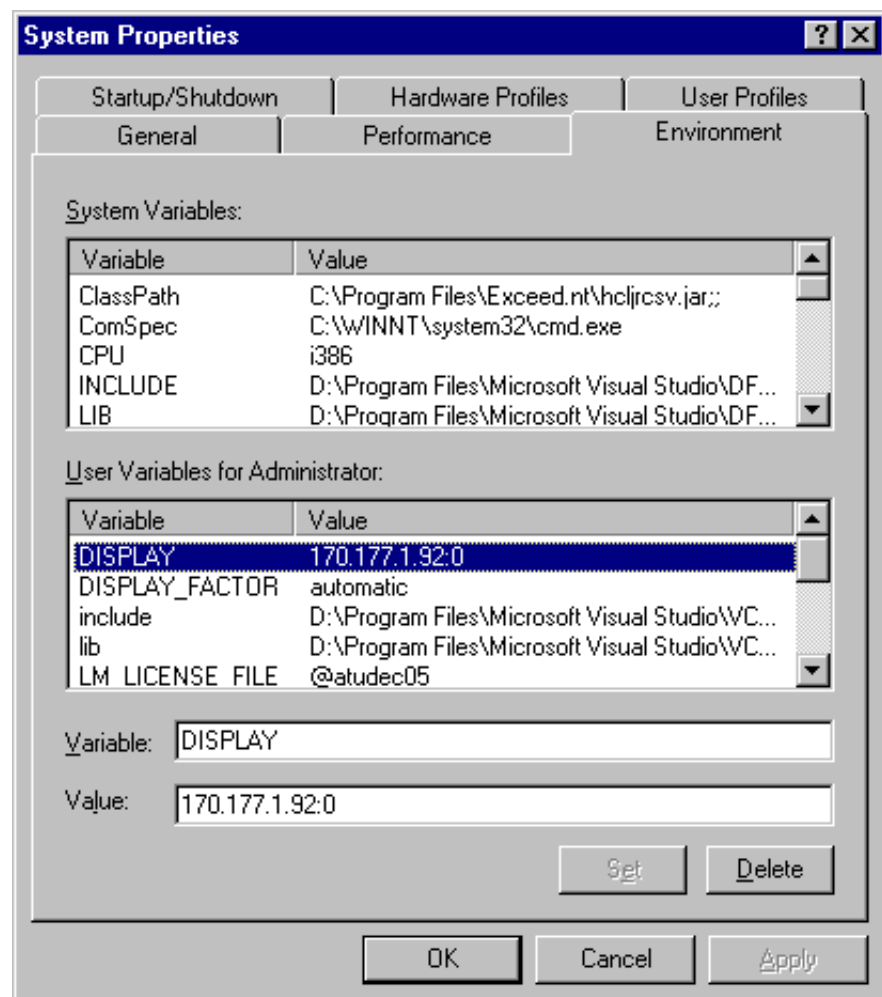 System Properties
Startup/Shutdown Hardware Profiles User Profiles
General Performance Environment
System Variables:
Variable Value
ClassPath C:\Program Files\Exceed.nt\hcljrcsv.jar;;
ComSpec C:\WINNT\system32\cmd.exe
CPU i386
INCLUDE D:\Program Files\Microsoft Visual Studio\DF...
LIB D:\Program Files\Microsoft Visual Studio\DF...
User Variables for Administrator:
Variable Value
DISPLAY 170.177.1.92:0
DISPLAY_FACTOR automatic
include D:\Program Files\Microsoft Visual Studio\VC...
lib D:\Program Files\Microsoft Visual Studio\VC...
LM_LICENSE_FILE @atudec05
Variable: DISPLAY
Value: 170.177.1.92:0
Set Delete
OK Cancel Apply